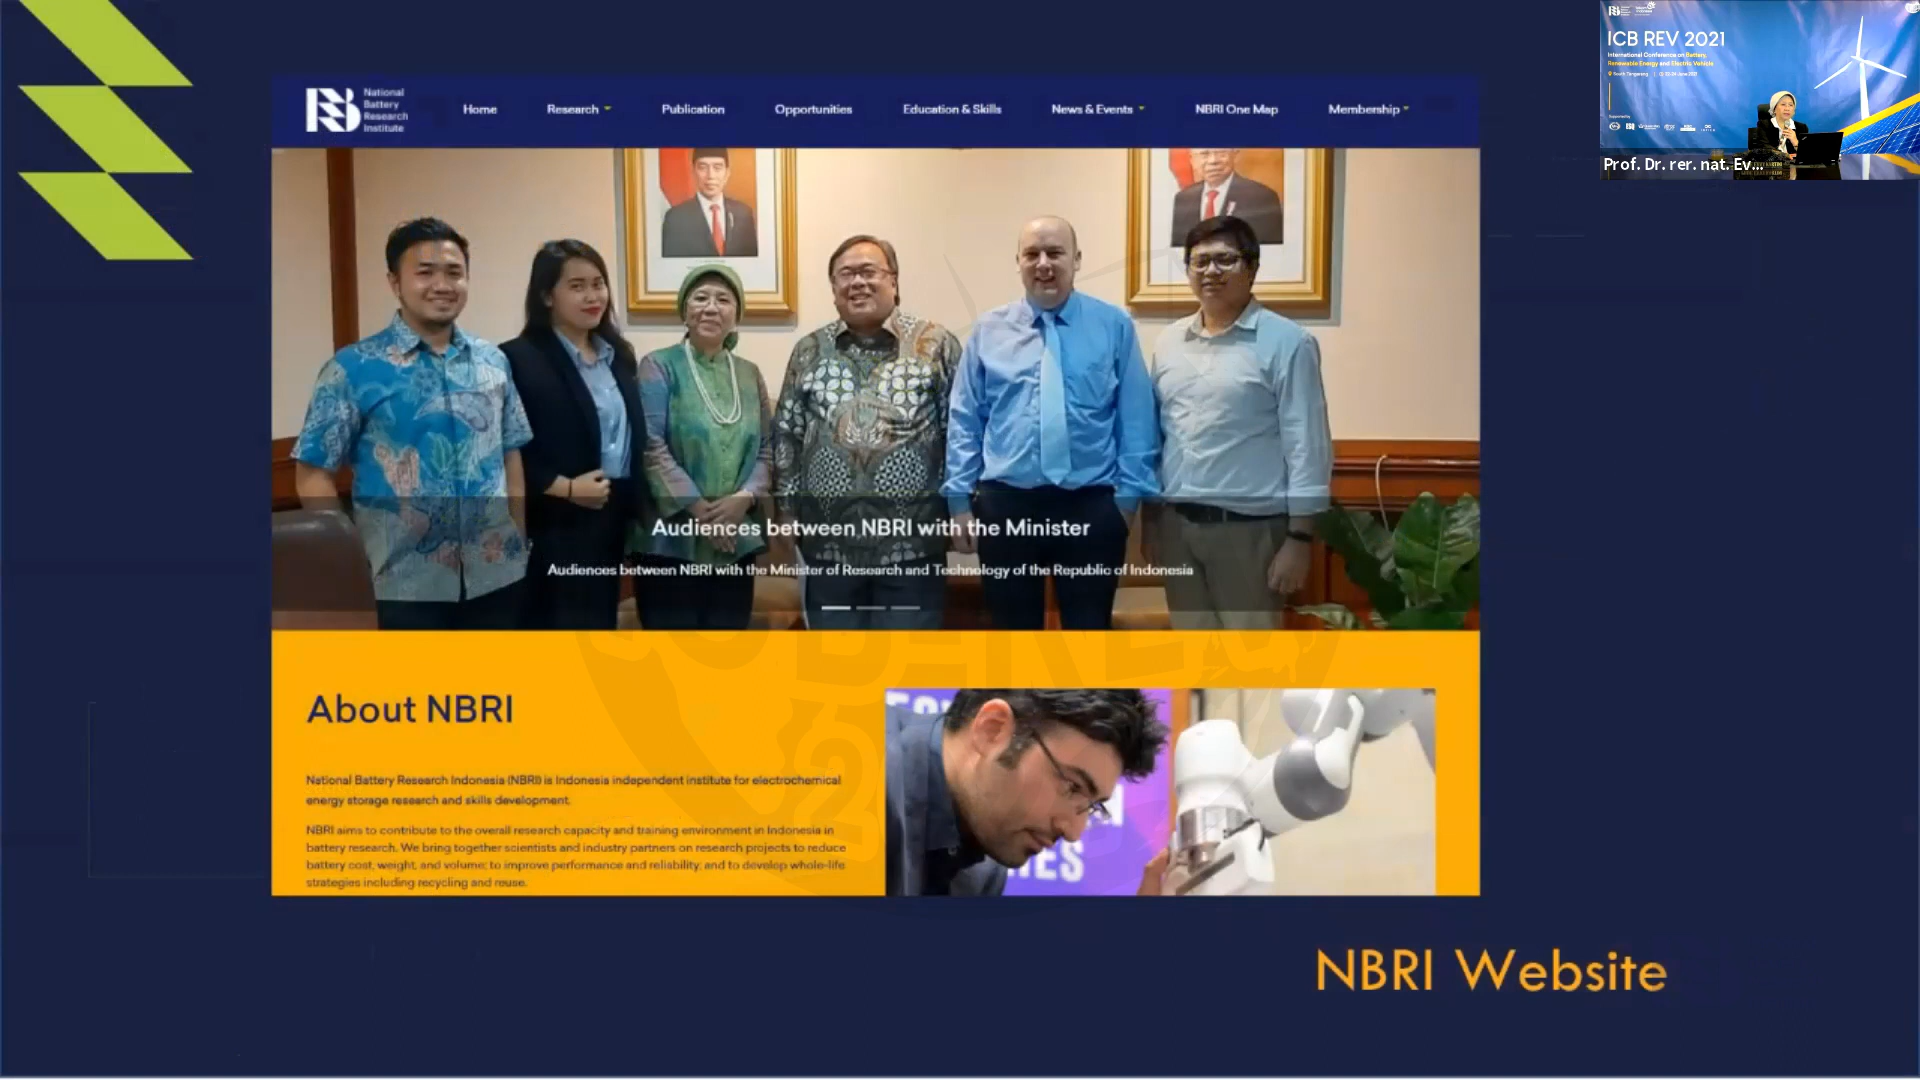 National
Battery
Research
Institute
Home
Research
Publication
Opportunities
Education & Skills
News & Events
NBRI One Map
Membership
Audiences between NBRI with the Minister
Audiences between NBRI with the Minister of Research and Technology of the Republic of Indonesia
About NBRI
National Battery Research Indonesia (NBRI) is Indonesia independent institute for electrochemical
energy storage research and skills development.
NBRI aims to contribute to the overall research capacity and training environment in Indonesia in
battery research. We bring together scientists and industry partners on research projects to reduce
battery cost, weight, and volume; to improve performance and reliability; and to develop whole-life
strategies including recycling and reuse.
NBRI Website
ICB REV 2021
International Conference on Battery,
Renewable Energy and Electric Vehicle
Prof. Dr. rer. nat. Ev...